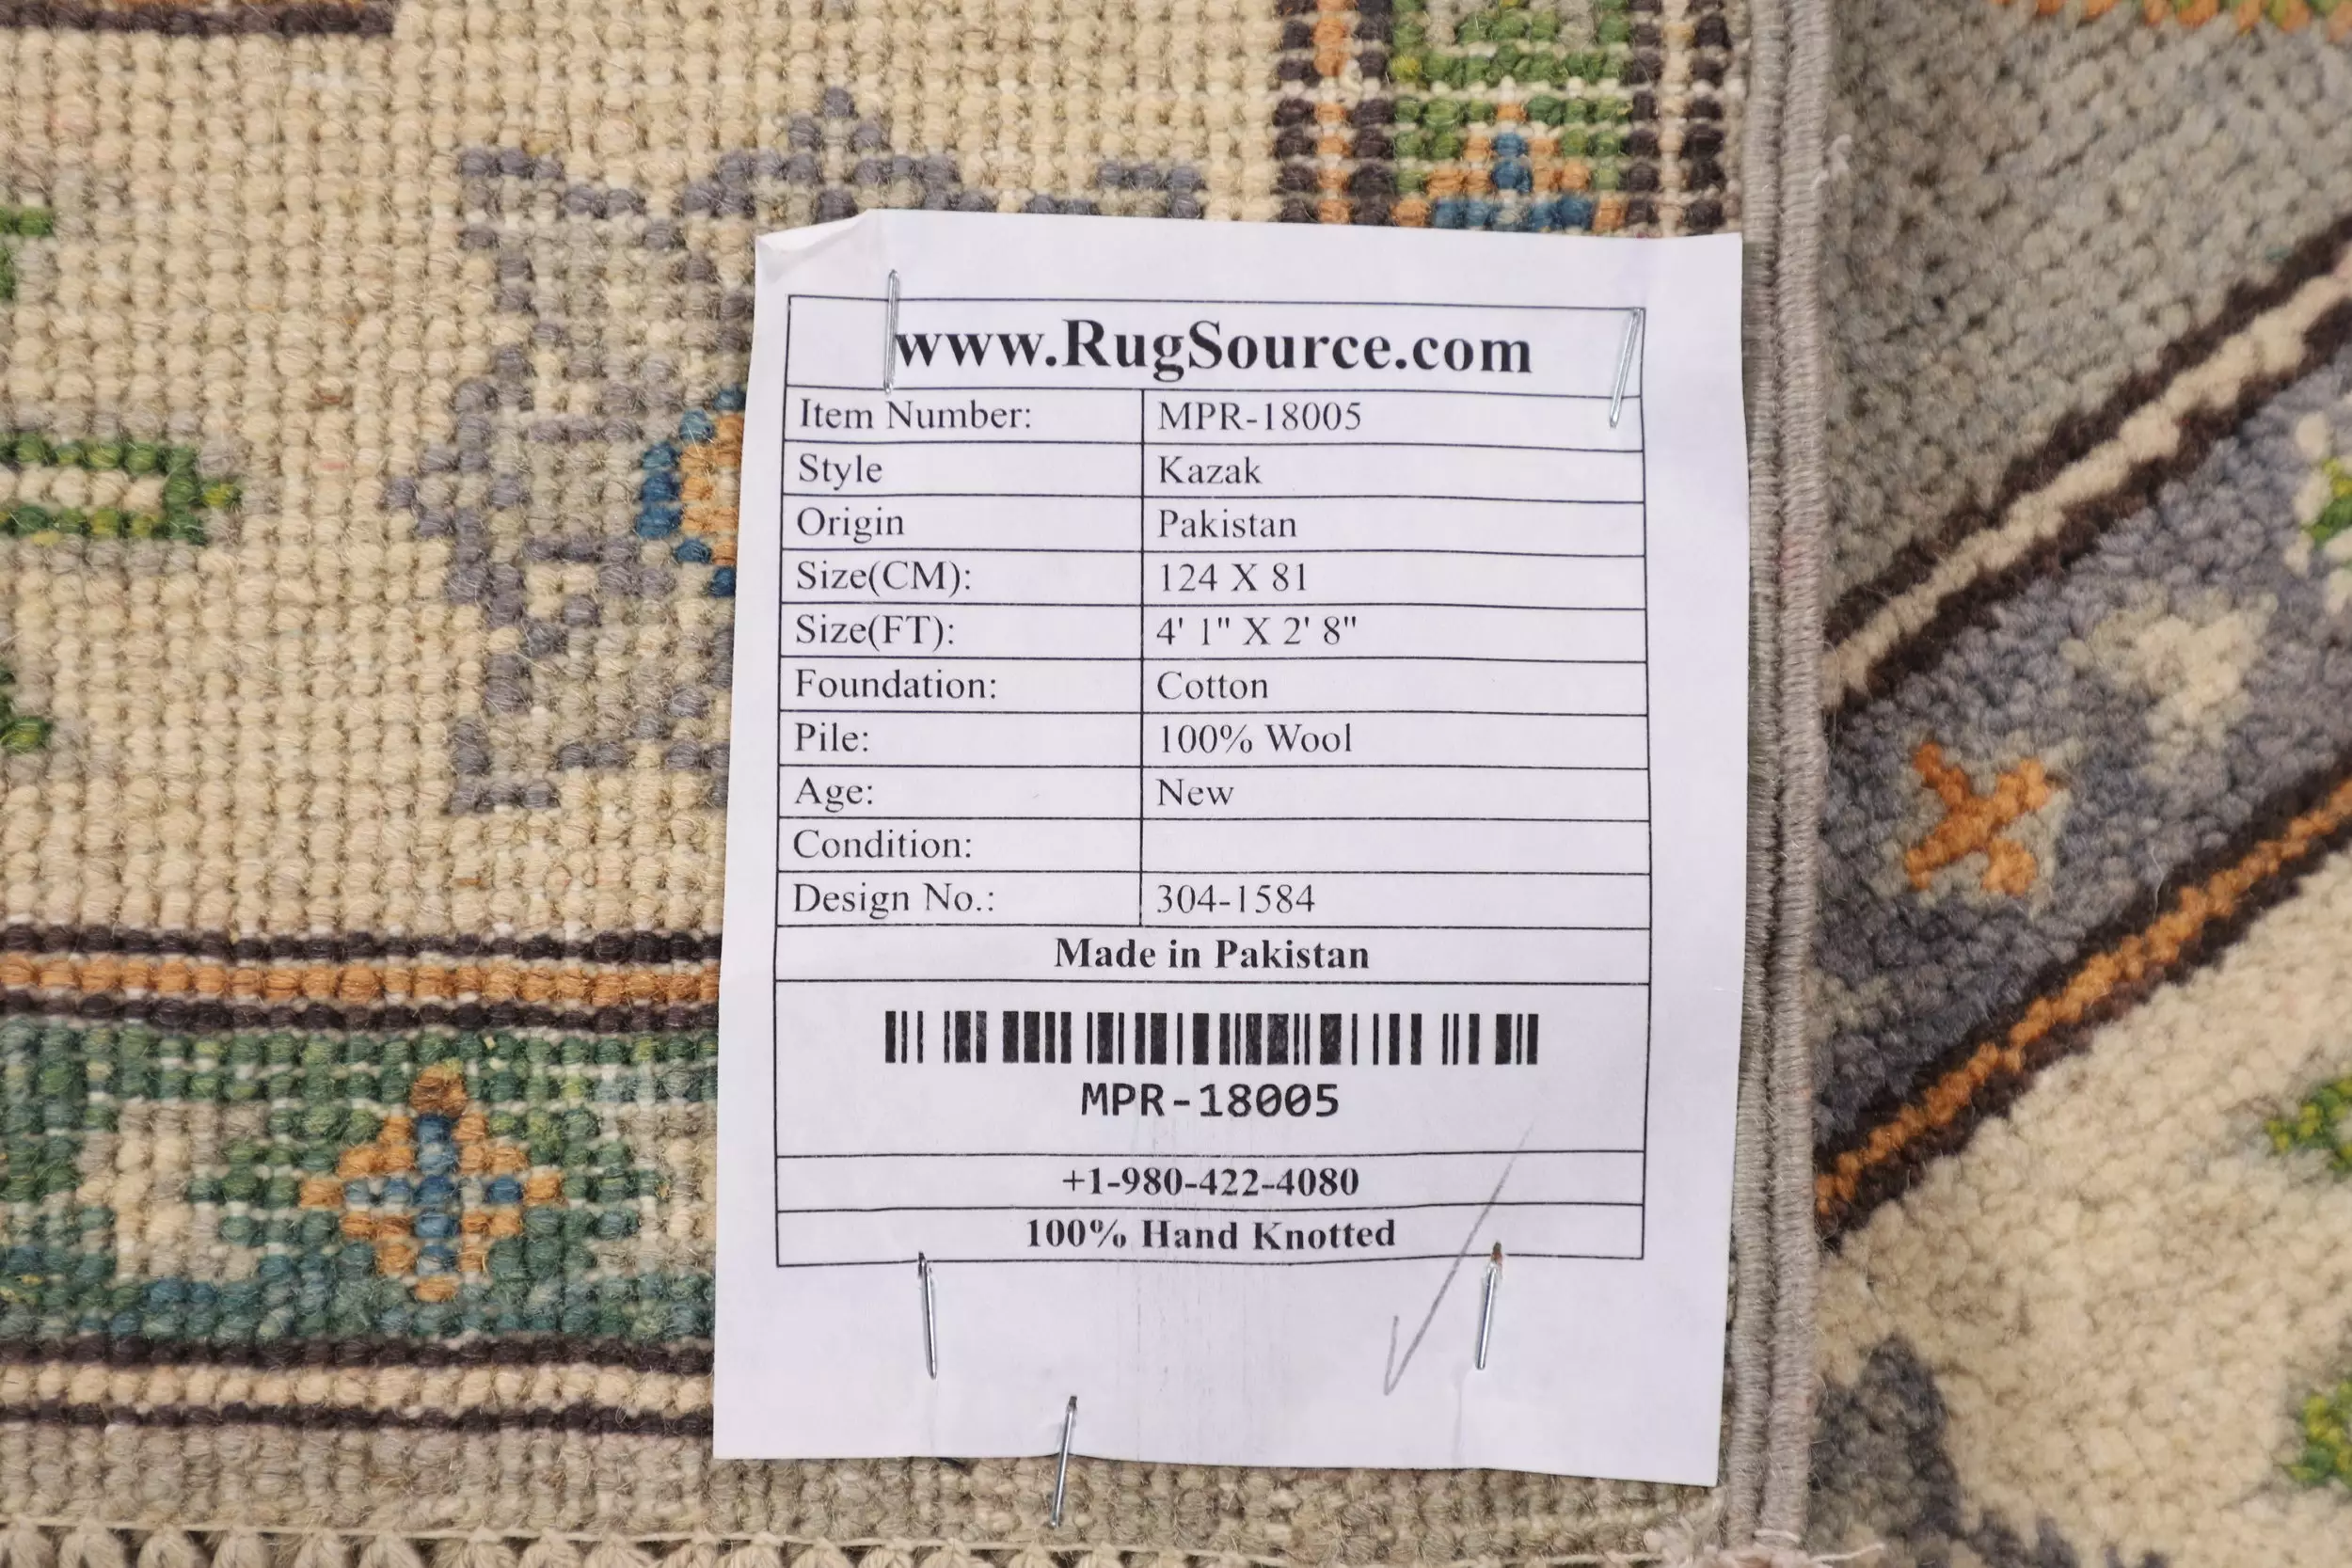 www.RugSource.com
Item Number: MPR-18005
Style Kazak
Origin Pakistan
Size(CM): 124 X 81
Size(FT): 4' 1" X 2' 8"
Foundation: Cotton
Pile: 100% Wool
Age: New
Condition:
Design No.: 304-1584
Made in Pakistan
MPR-18005
+1-980-422-4080
100% Hand Knotted